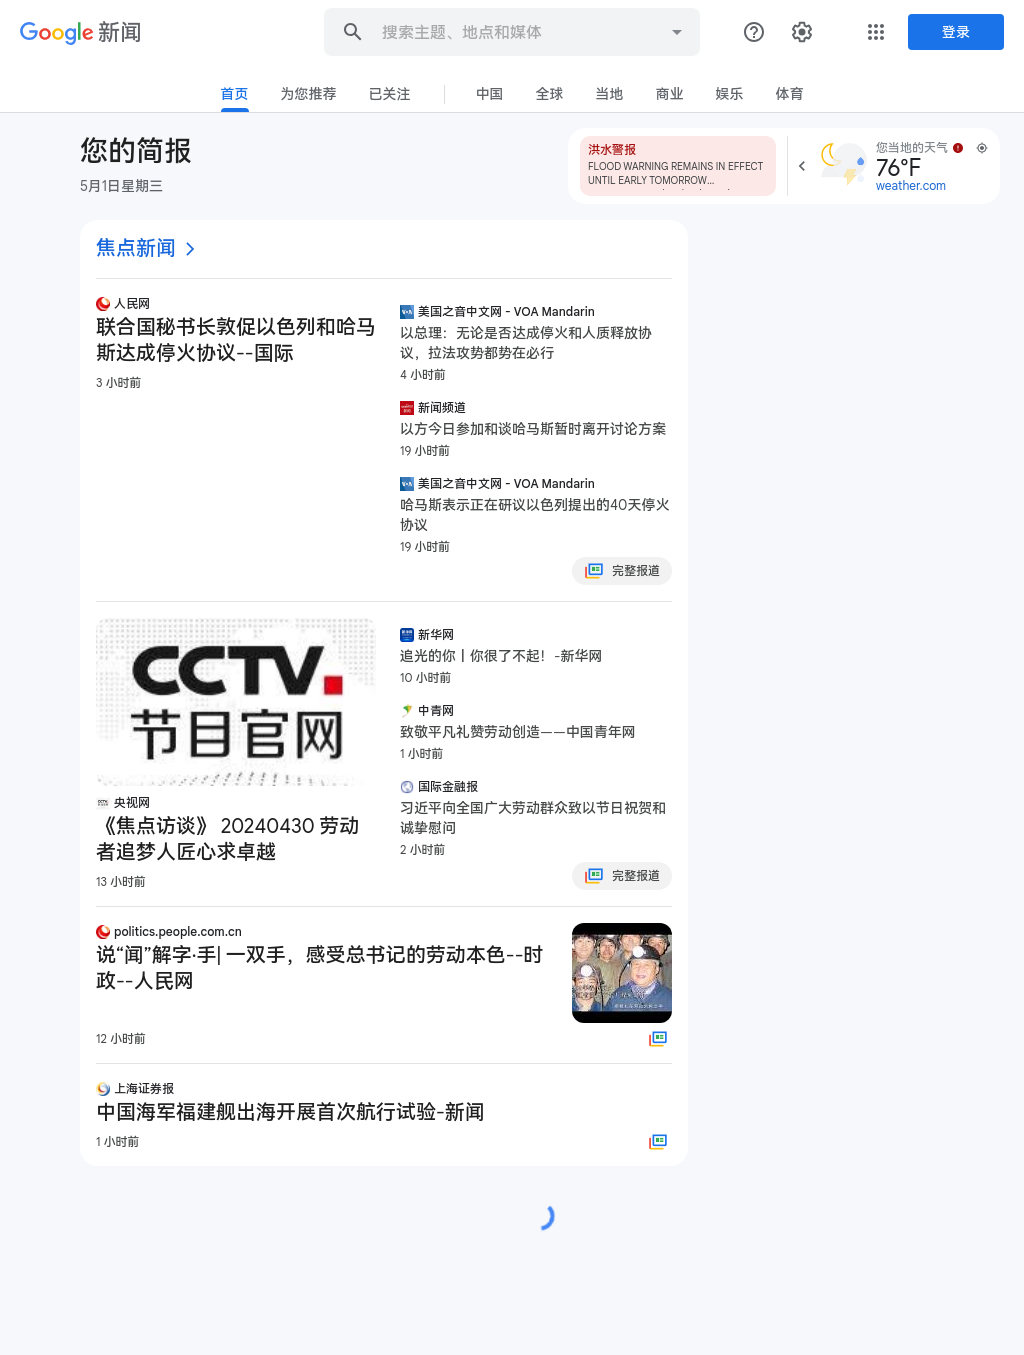 Google 新闻
搜索主题、地点和媒体
登录
首页 为您推荐 已关注 中国 全球 当地 商业 娱乐 体育
您的简报
5月1日星期三
洪水警报
FLOOD WARNING REMAINS IN EFFECT
UNTIL EARLY TOMORROW...
您当地的天气
76°F
weather.com
焦点新闻
人民网
联合国秘书长敦促以色列和哈马
斯达成停火协议--国际
3 小时前
美国之音中文网 - VOA Mandarin
以总理：无论是否达成停火和人质释放协
议，拉法攻势都势在必行
4 小时前
新闻频道
以方今日参加和谈哈马斯暂时离开讨论方案
19 小时前
美国之音中文网 - VOA Mandarin
哈马斯表示正在研议以色列提出的40天停火
协议
19 小时前
完整报道
CCTV.
节目官网
央视网
《焦点访谈》 20240430 劳动
者追梦人匠心求卓越
13 小时前
新华网
追光的你丨你很了不起！-新华网
10 小时前
中青网
致敬平凡礼赞劳动创造——中国青年网
1 小时前
国际金融报
习近平向全国广大劳动群众致以节日祝贺和
诚挚慰问
2 小时前
完整报道
politics.people.com.cn
说“闻”解字·手| 一双手，感受总书记的劳动本色--时
政--人民网
12 小时前
上海证券报
中国海军福建舰出海开展首次航行试验-新闻
1 小时前